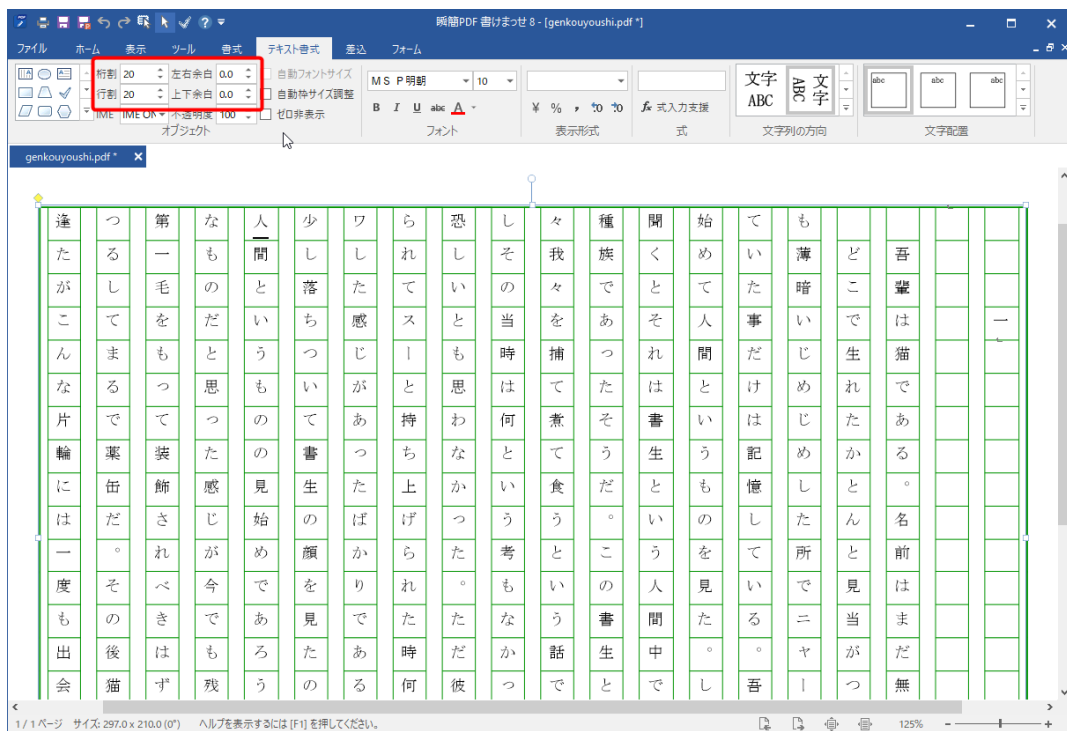 瞬簡PDF 書けまっせ 8 - [genkouyoushi.pdf *]
ファイル ホーム 表示 ツール 書式 テキスト書式 差込 フォーム
桁割 20 左右余白 0.0 自動フォントサイズ
行割 20 上下余白 0.0 自動枠サイズ調整
IME IME ON 不透明度 100 ゼロ非表示
オブジェクト
MS P明朝 10
B I U abc A
フォント
¥ % , .0 .00
表示形式
fx 式入力支援
式
文字 ABC 文字 ABC
文字列の方向
abc abc abc
文字配置
genkouyoushi.pdf *
一
吾輩は猫である。名前はまだ無
どこで生れたかとんと見当がつ
も薄暗いじめじめした所でニャー
ていた事だけは記憶している。吾
始めて人間というものを見た。し
聞くとそれは書生という人間中で
種族であったそうだ。この書生と
々我々を捕て煮て食うという話で
しその当時は何という考もなかっ
恐しいとも思わなかった。ただ彼
られてスーと持ち上げられた時何
ワした感じがあったばかりである
少し落ちついて書生の顔を見たの
人間というものの見始めであろう
なものだと思った感じが今でも残
第一毛をもって装飾されべきはず
つるしてまるで薬缶だ。その後猫
逢たがこんな片輪には一度も出会
1 / 1 ページ サイズ: 297.0 x 210.0 (0°) ヘルプを表示するには [F1] を押してください。 125%